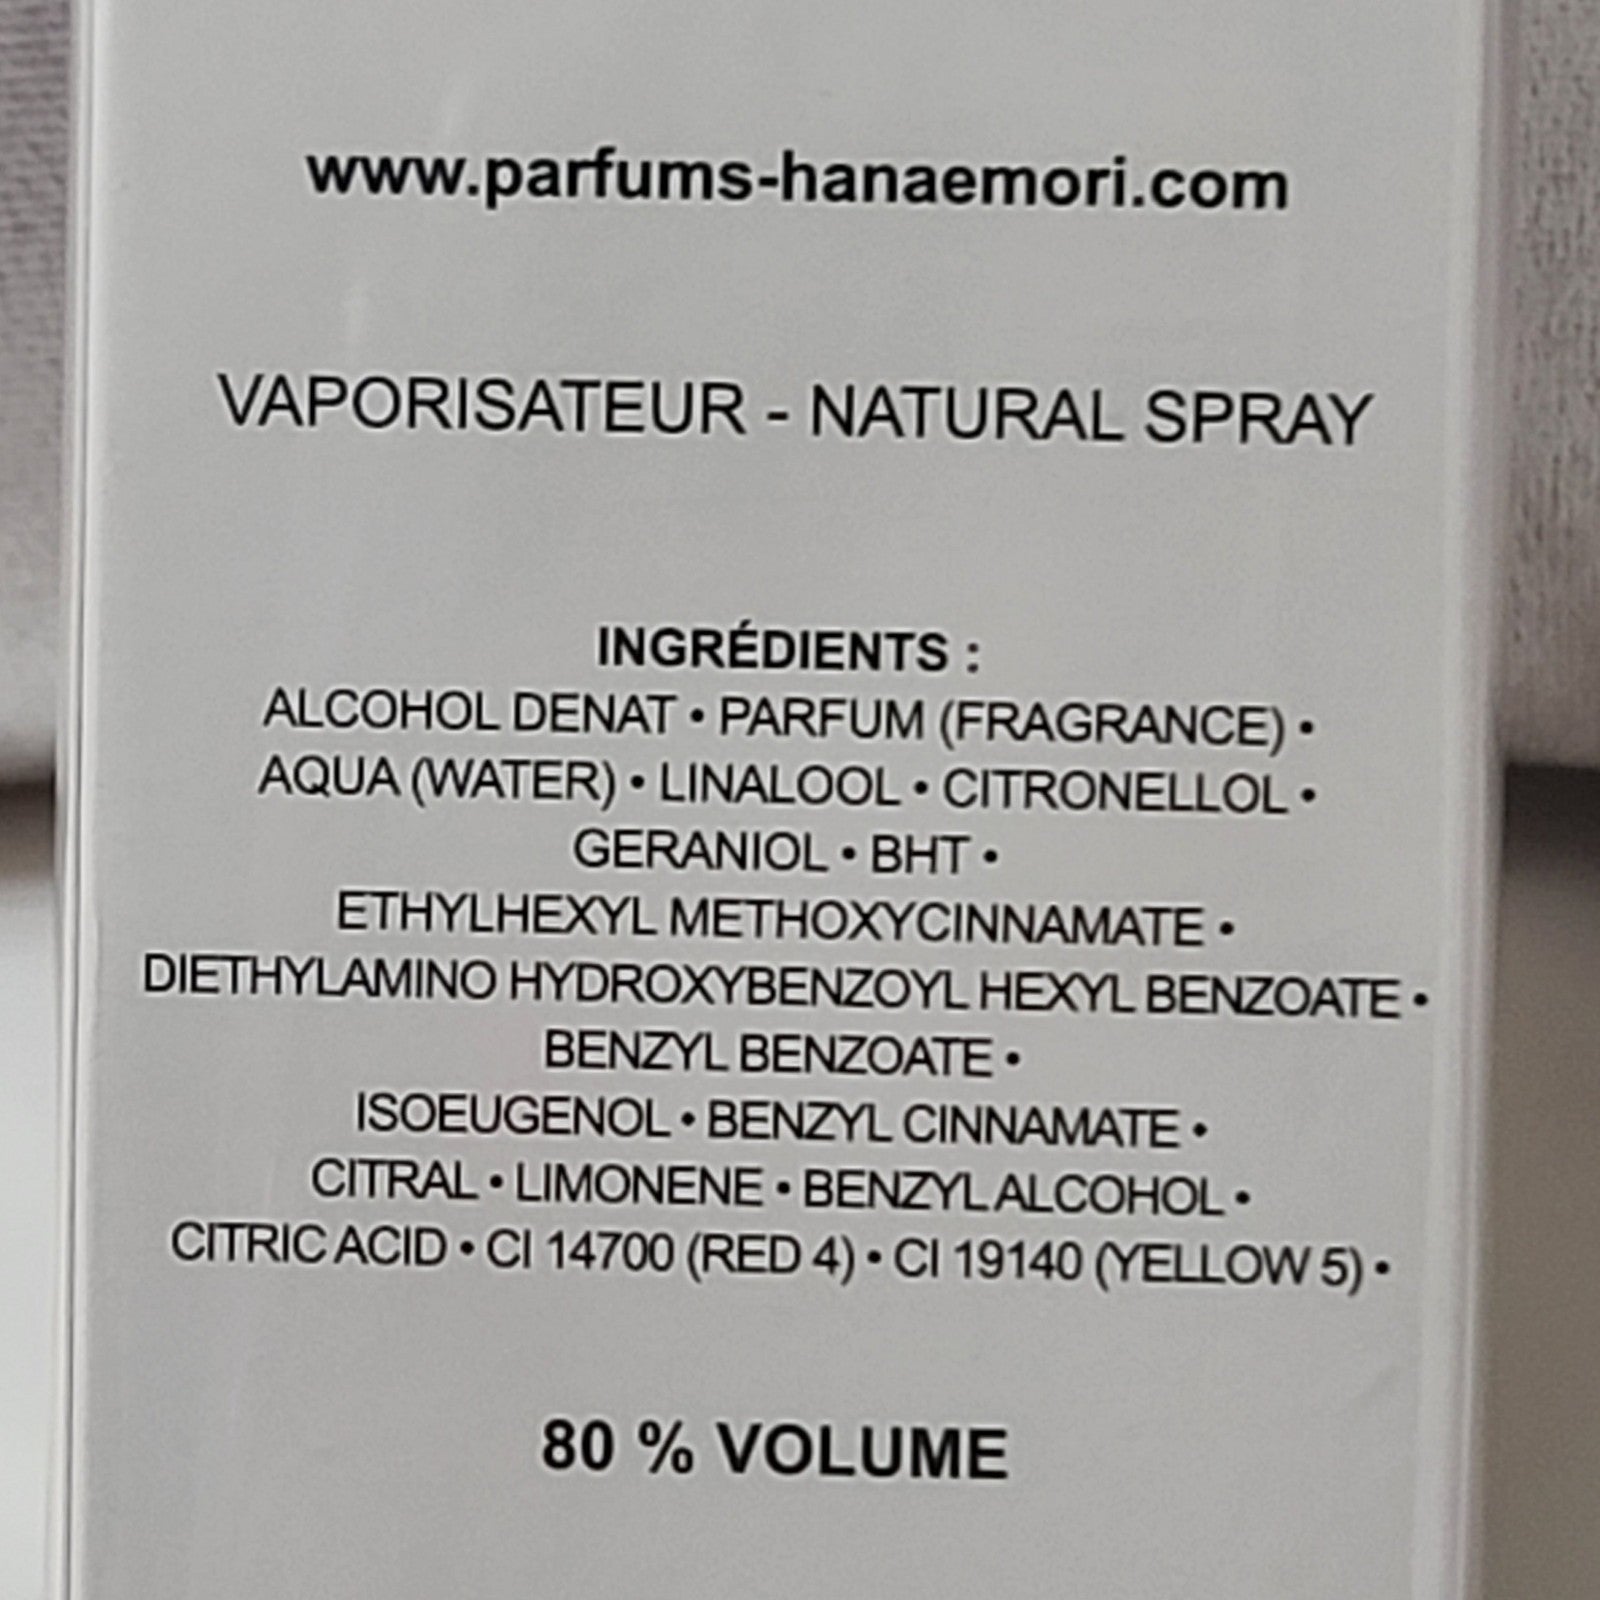 www.parfums-hanaemori.com
VAPORISATEUR - NATURAL SPRAY
INGRÉDIENTS :
ALCOHOL DENAT • PARFUM (FRAGRANCE) •
AQUA (WATER) • LINALOOL • CITRONELLOL •
GERANIOL • BHT •
ETHYLHEXYL METHOXYCINNAMATE •
DIETHYLAMINO HYDROXYBENZOYL HEXYL BENZOATE •
BENZYL BENZOATE •
ISOEUGENOL • BENZYL CINNAMATE •
CITRAL • LIMONENE • BENZYL ALCOHOL •
CITRIC ACID • CI 14700 (RED 4) • CI 19140 (YELLOW 5) •
80 % VOLUME